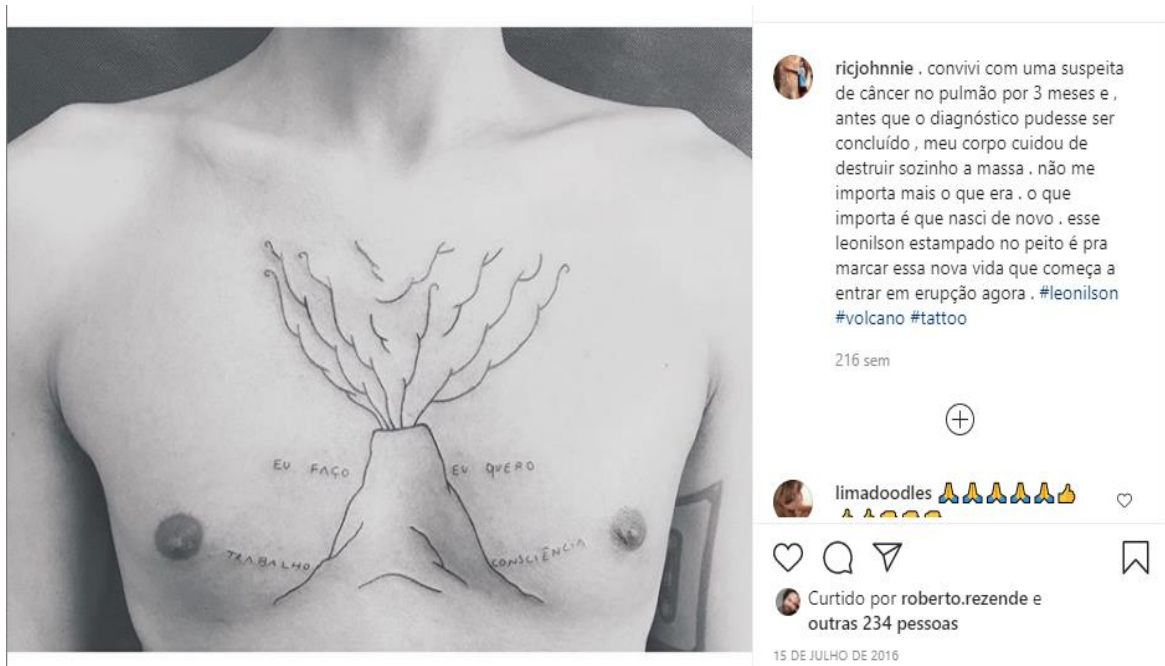 EU FAÇO
EU QUERO
TRABALHO
CONSCIÊNCIA
ricjohnnie . convivi com uma suspeita
de câncer no pulmão por 3 meses e ,
antes que o diagnóstico pudesse ser
concluído , meu corpo cuidou de
destruir sozinho a massa . não me
importa mais o que era . o que
importa é que nasci de novo . esse
leonilson estampado no peito é pra
marcar essa nova vida que começa a
entrar em erupção agora . #leonilson
#volcano #tattoo
216 sem
limadoodles 🙏🙏🙏🙏🙏👍
Curtido por roberto.rezende e
outras 234 pessoas
15 DE JULHO DE 2016